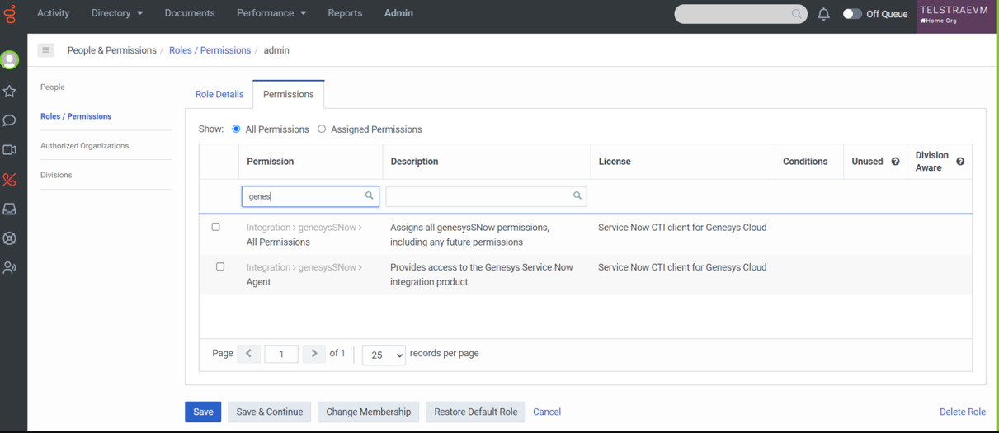 Activity Directory Documents Performance Reports Admin Off Queue TELSTRAEVM
Home Org
People & Permissions / Roles / Permissions / admin
People
Roles / Permissions
Authorized Organizations
Divisions
Role Details Permissions
Show: All Permissions Assigned Permissions
Permission Description License Conditions Unused ? Division Aware ?
genes
Integration > genesysSNow > Assigns all genesysSNow permissions, Service Now CTI client for Genesys Cloud
All Permissions including any future permissions
Integration > genesysSNow > Provides access to the Genesys Service Now Service Now CTI client for Genesys Cloud
Agent integration product
Page 1 of 1 25 records per page
Save Save & Continue Change Membership Restore Default Role Cancel Delete Role